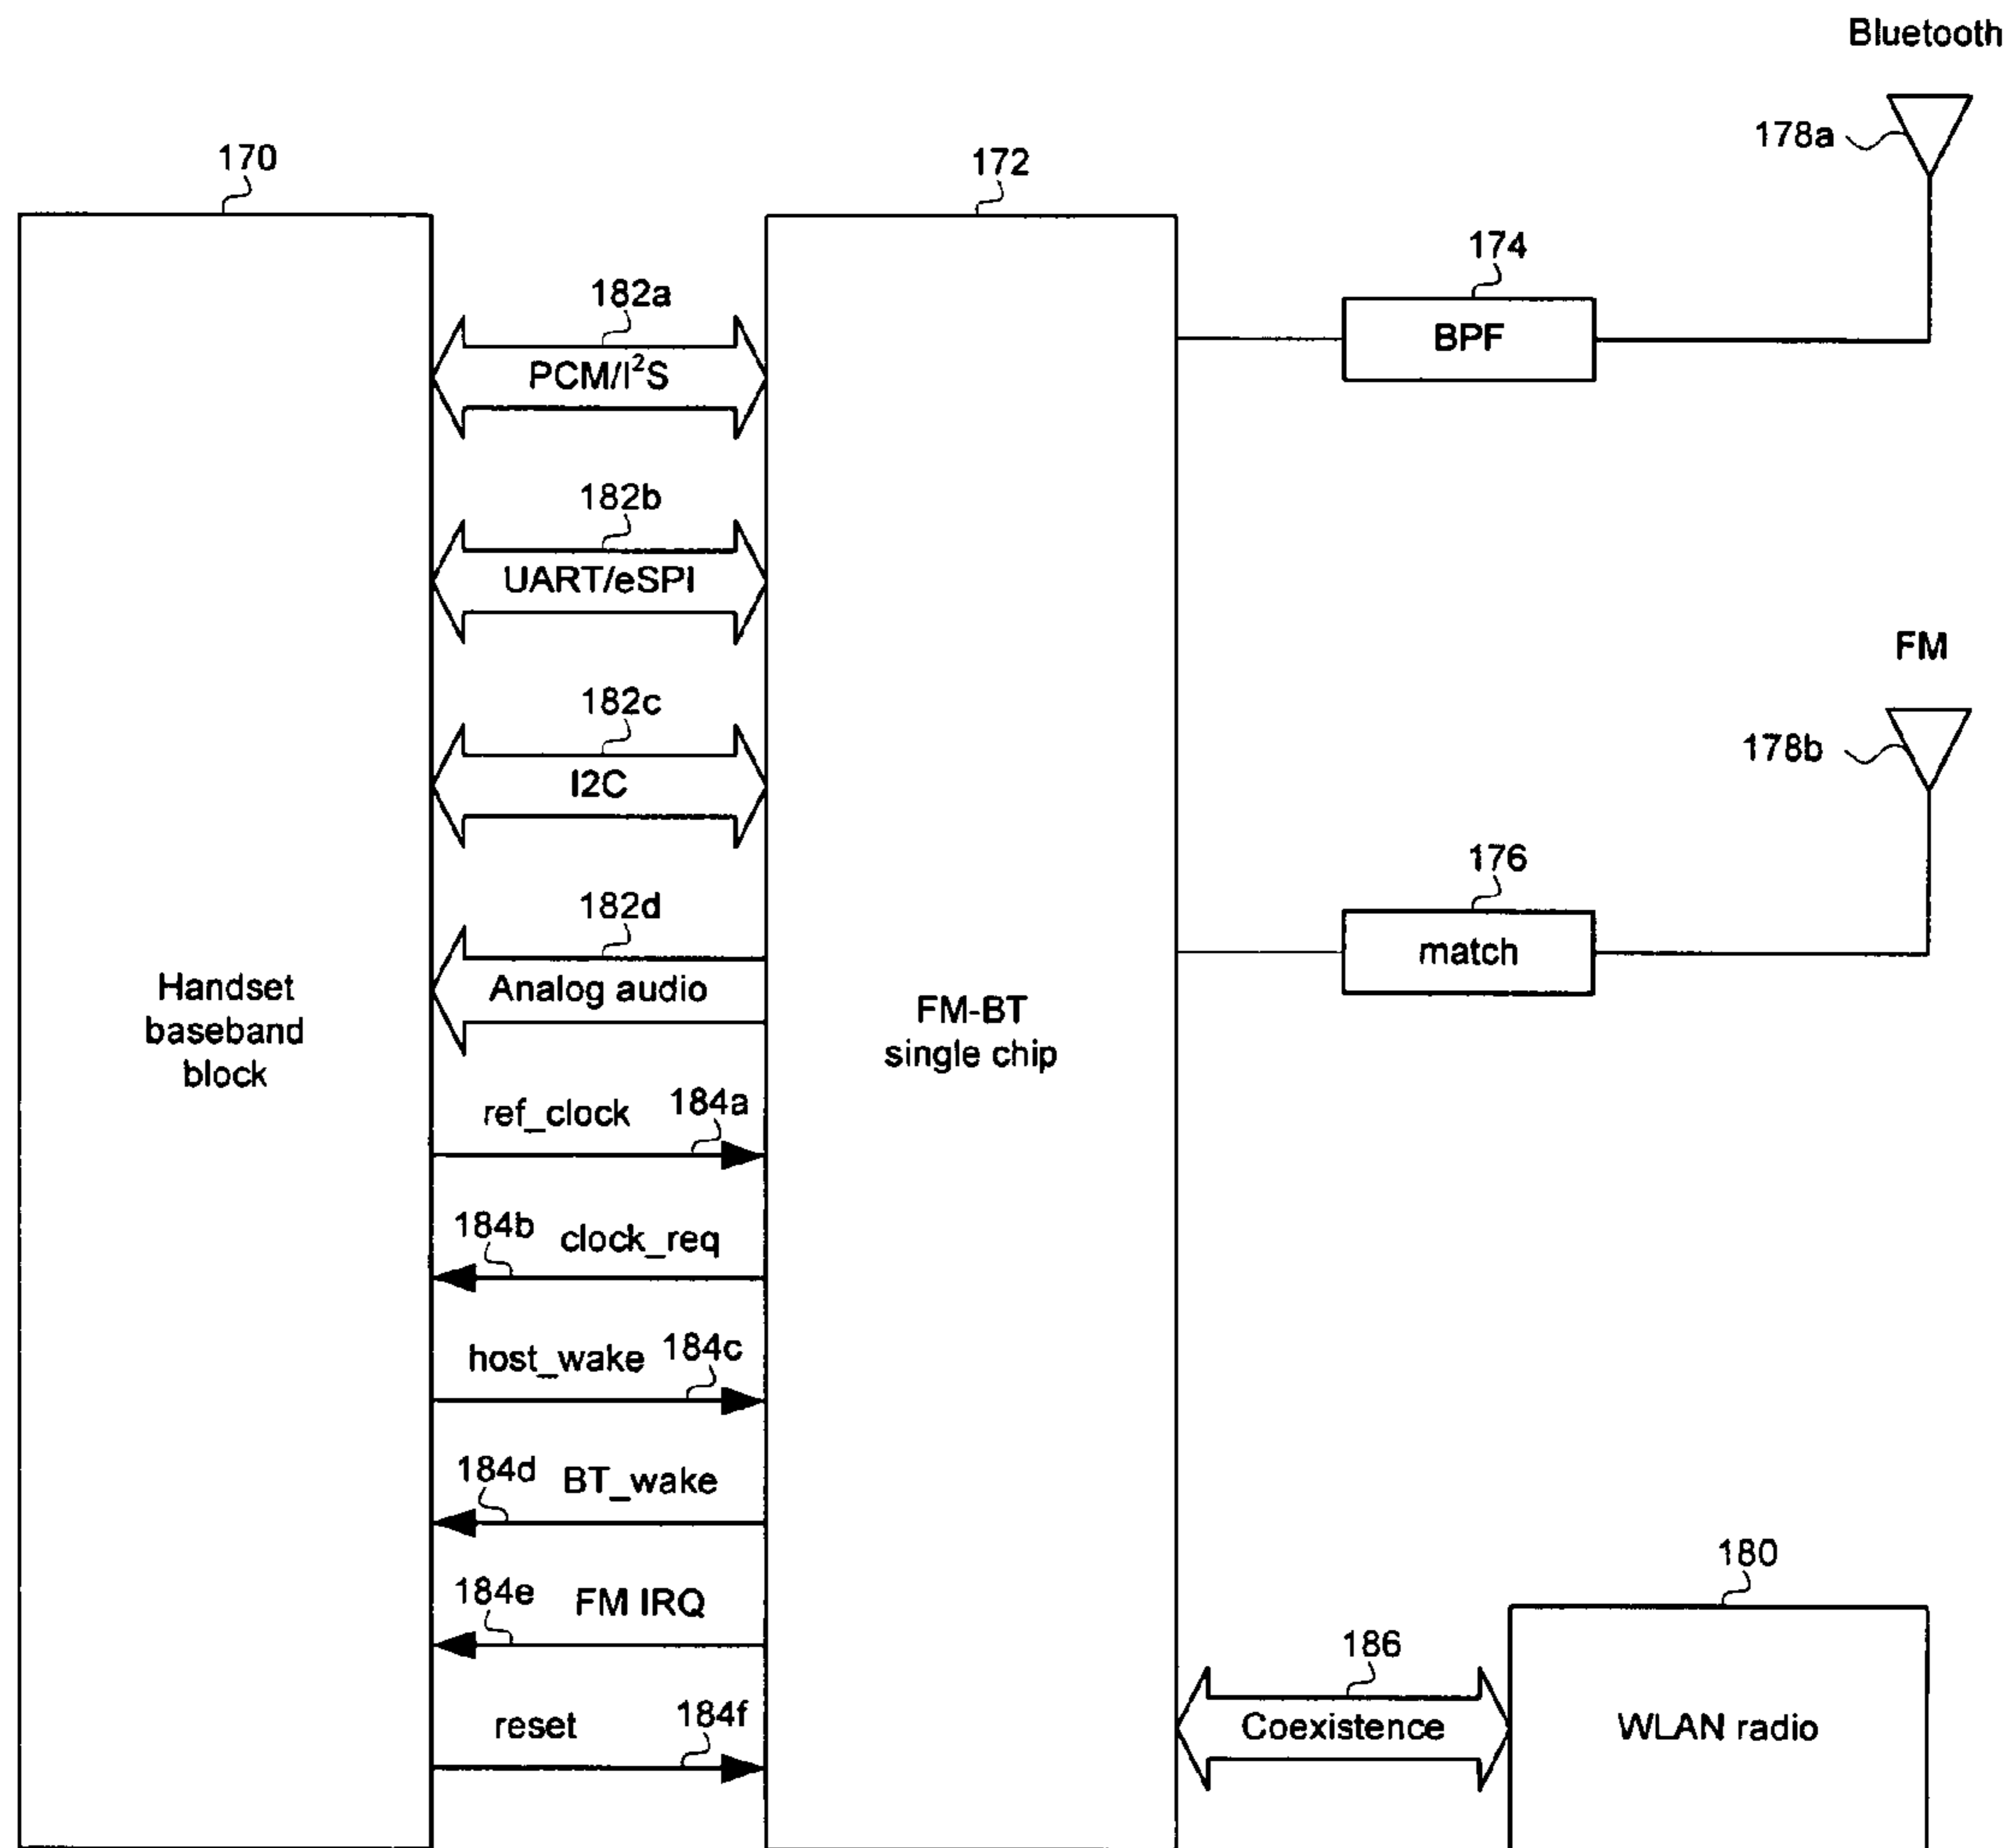 Bluetooth
178a
170
172
174
182a
BPF
PCM/I²S
182b
UART/eSPI
FM
182c
178b
I2C
176
182d
match
Analog audio
Handset
baseband
block
FM-BT
single chip
ref_clock 184a
184b clock_req
host_wake 184c
184d BT_wake
180
184e FM IRQ
186
reset 184f
Coexistence
WLAN radio